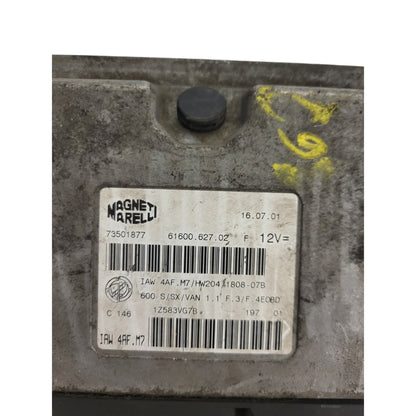 MAGNETI
MARELLI
16.07.01
73501877 61600.627.02 F 12V=
IAW 4AF.M7/HW204/1808-07B
600 S/SX/VAN 1.1 F.3/F.4EOBD
C 146 1Z583VG7B 197 01
IAW 4AF.M7